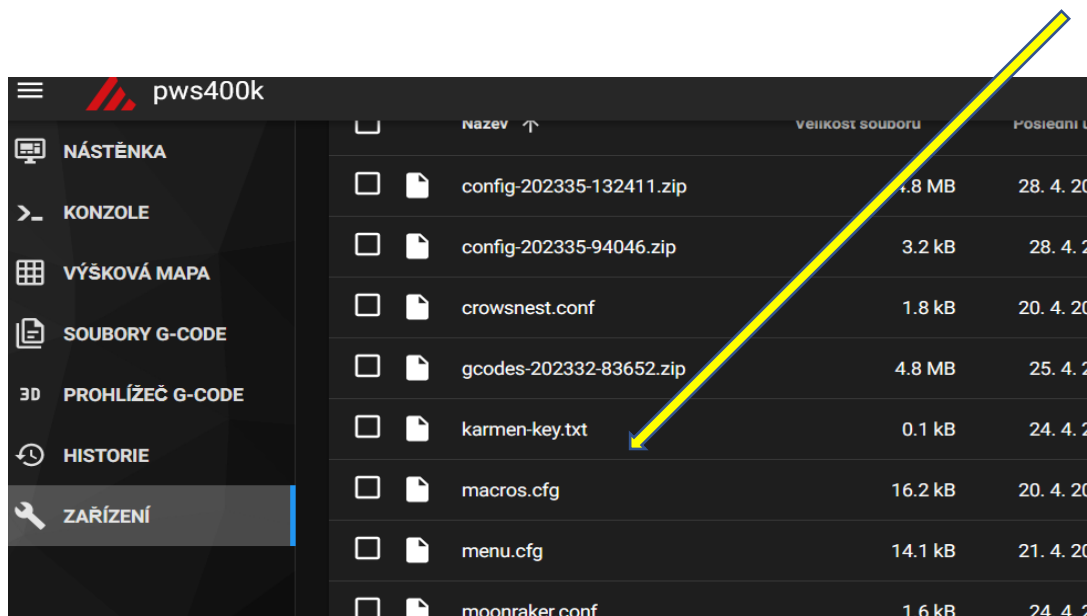 pws400k
NÁSTĚNKA
KONZOLE
VÝŠKOVÁ MAPA
SOUBORY G-CODE
3D PROHLÍŽEČ G-CODE
HISTORIE
ZAŘÍZENÍ
Název Velikost souboru Poslední
config-202335-132411.zip 4.8 MB 28. 4. 20
config-202335-94046.zip 3.2 kB 28. 4. 2
crowsnest.conf 1.8 kB 20. 4. 20
gcodes-202332-83652.zip 4.8 MB 25. 4. 2
karmen-key.txt 0.1 kB 24. 4. 2
macros.cfg 16.2 kB 20. 4. 20
menu.cfg 14.1 kB 21. 4. 20
moonraker.conf 1.6 kB 24. 4. 2